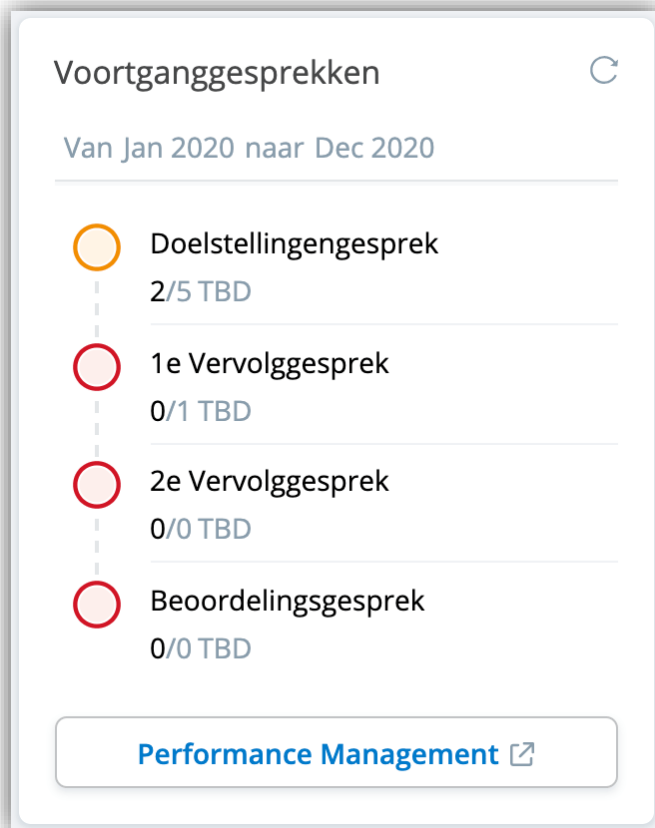 Voortganggesprekken
Van Jan 2020 naar Dec 2020
Doelstellingengesprek
2/5 TBD
1e Vervolggesprek
0/1 TBD
2e Vervolggesprek
0/0 TBD
Beoordelingsgesprek
0/0 TBD
Performance Management